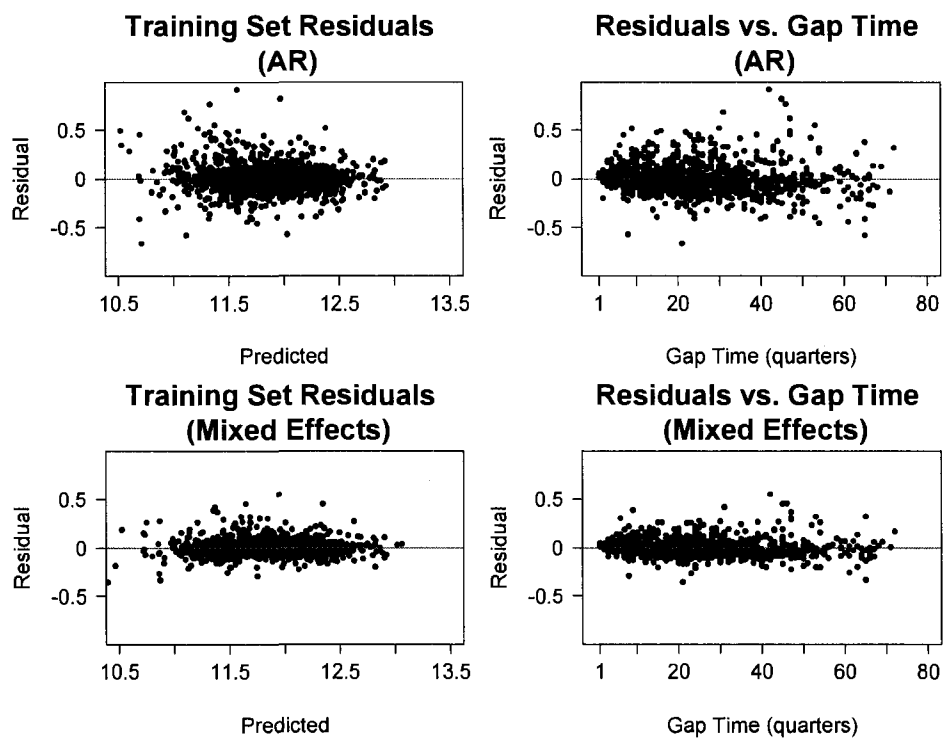 Training Set Residuals
(AR)
Residual
0.5
0
-0.5
10.5 11.5 12.5 13.5
Predicted
Residuals vs. Gap Time
(AR)
Residual
0.5
0
-0.5
1 20 40 60 80
Gap Time (quarters)
Training Set Residuals
(Mixed Effects)
Residual
0.5
0
-0.5
10.5 11.5 12.5 13.5
Predicted
Residuals vs. Gap Time
(Mixed Effects)
Residual
0.5
0
-0.5
1 20 40 60 80
Gap Time (quarters)